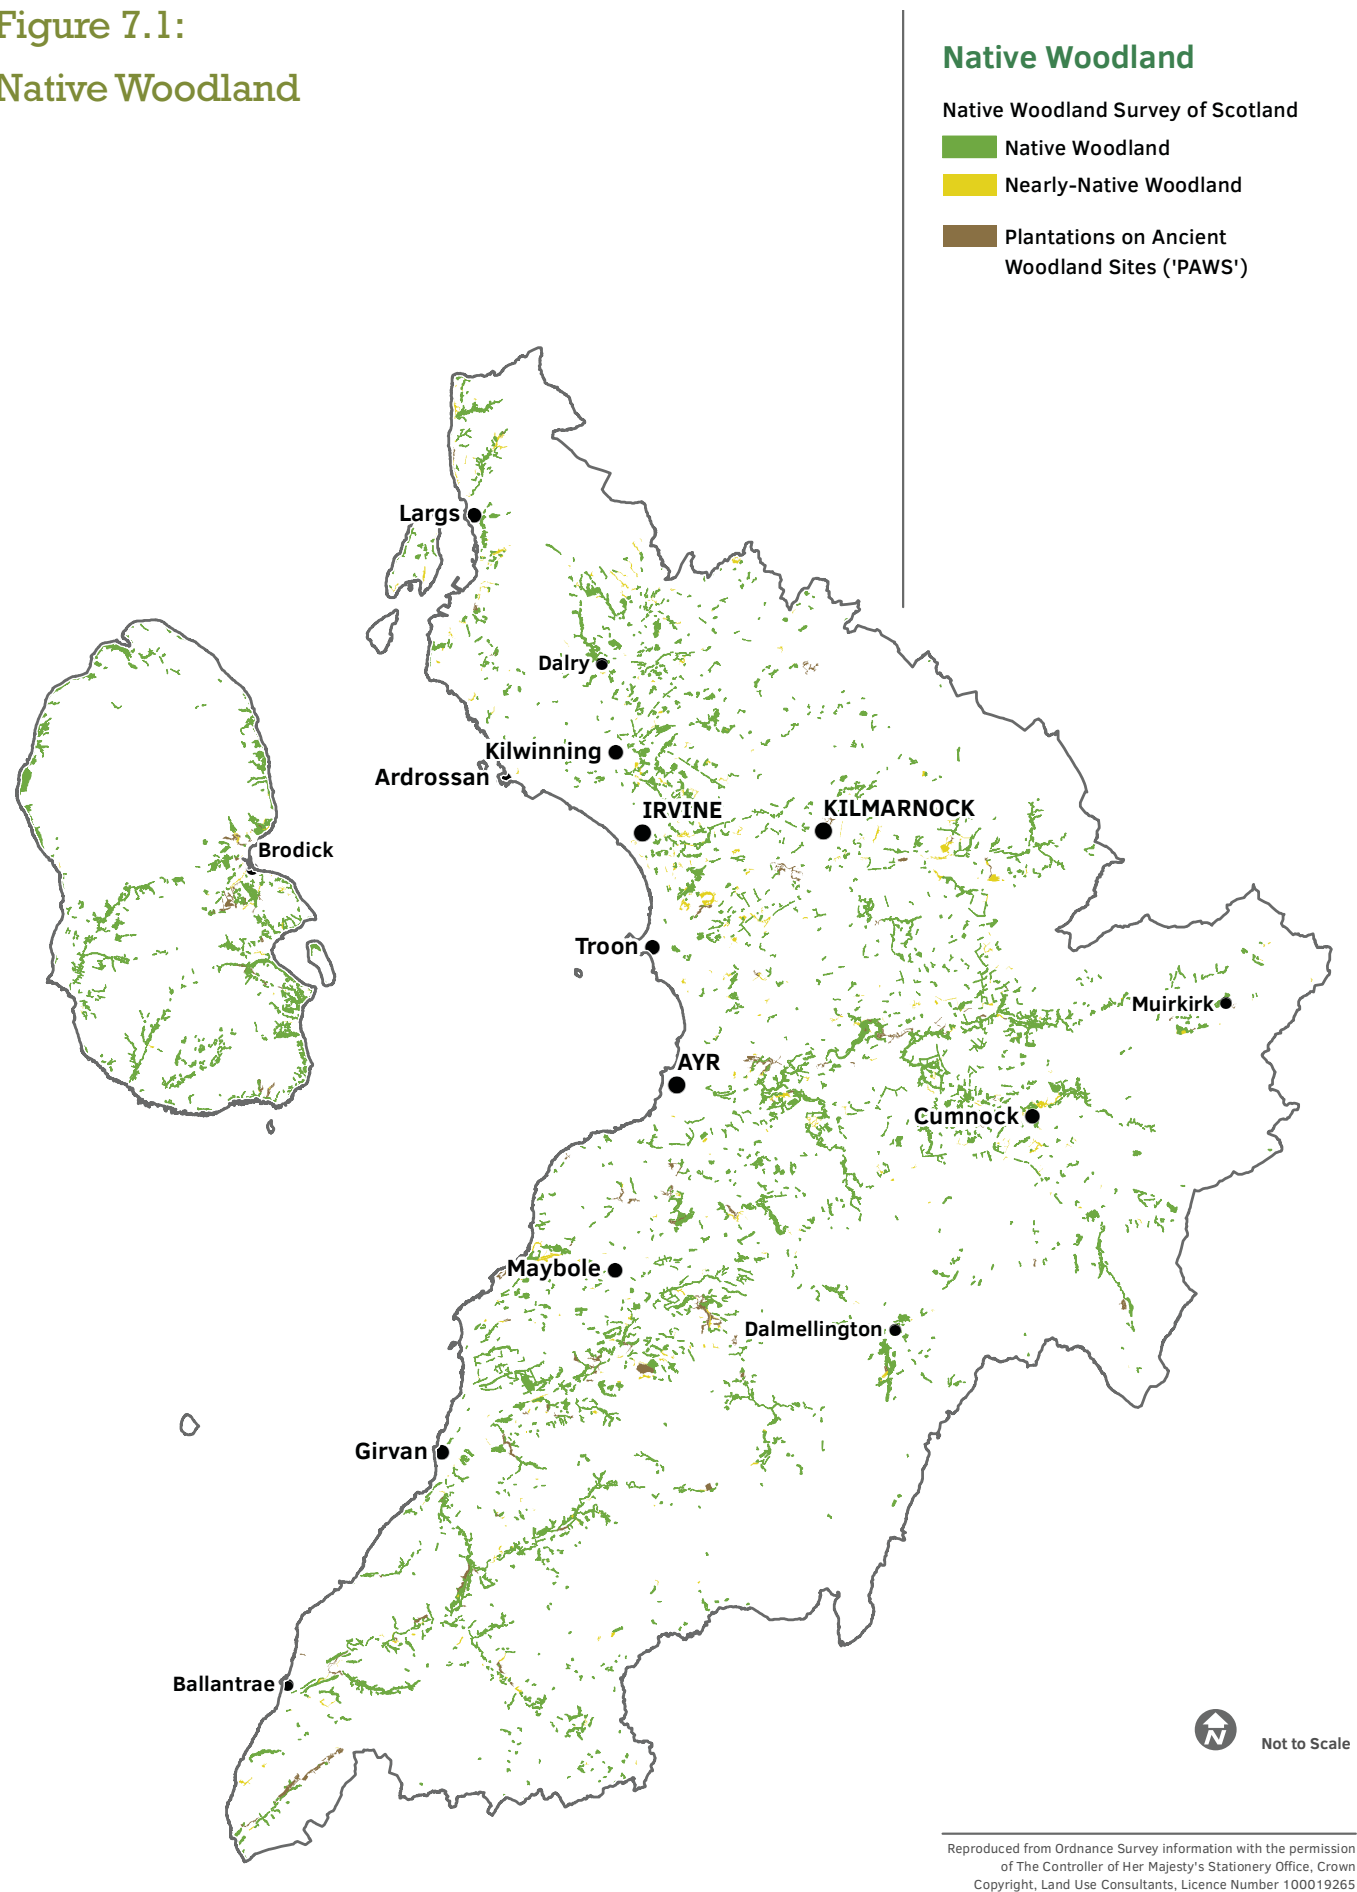 Figure 7.1:
Native Woodland
Native Woodland
Native Woodland Survey of Scotland
Native Woodland
Nearly-Native Woodland
Plantations on Ancient
Woodland Sites ('PAWS')
Largs
Dalry
Kilwinning
Ardrossan
IRVINE
KILMARNOCK
Brodick
Troon
Muirkirk
AYR
Cumnock
Maybole
Dalmellington
Girvan
Ballantrae
N
Not to Scale
Reproduced from Ordnance Survey information with the permission
of The Controller of Her Majesty's Stationery Office, Crown
Copyright, Land Use Consultants, Licence Number 100019265